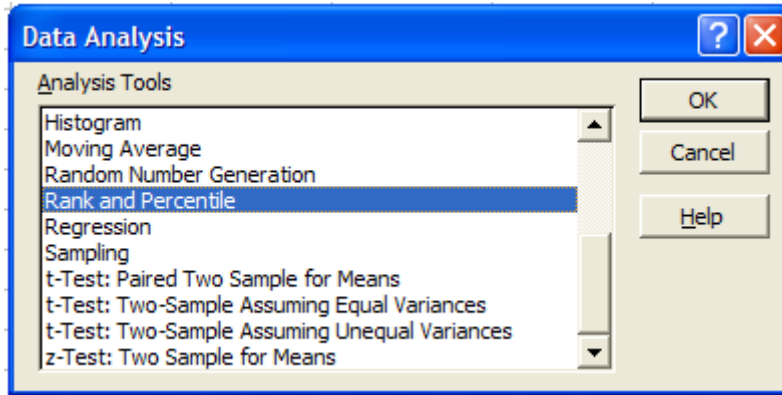 Data Analysis
Analysis Tools
Histogram
Moving Average
Random Number Generation
Rank and Percentile
Regression
Sampling
t-Test: Paired Two Sample for Means
t-Test: Two-Sample Assuming Equal Variances
t-Test: Two-Sample Assuming Unequal Variances
z-Test: Two Sample for Means
OK
Cancel
Help